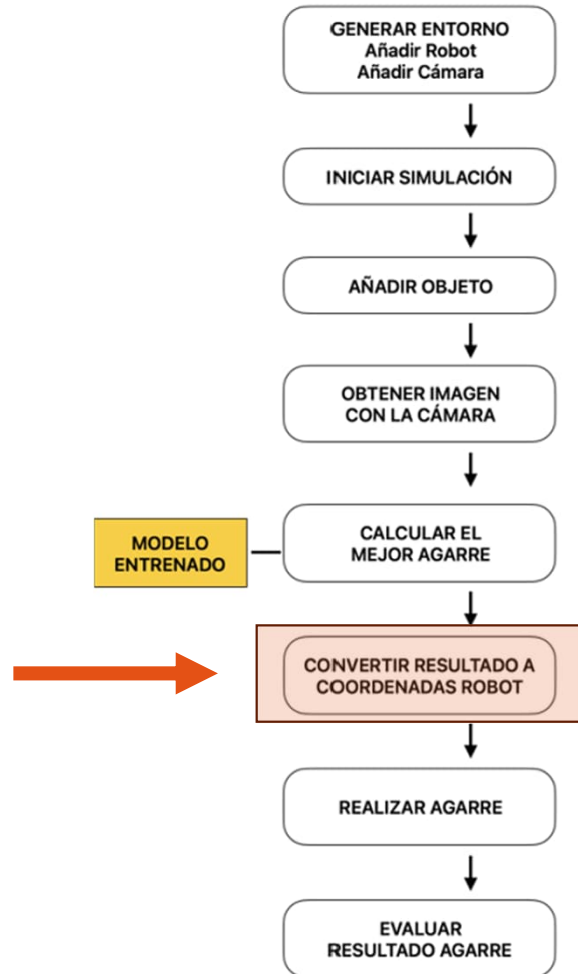 GENERAR ENTORNO
Añadir Robot
Añadir Cámara
INICIAR SIMULACIÓN
AÑADIR OBJETO
OBTENER IMAGEN
CON LA CÁMARA
MODELO
ENTRENADO
CALCULAR EL
MEJOR AGARRE
CONVERTIR RESULTADO A
COORDENADAS ROBOT
REALIZAR AGARRE
EVALUAR
RESULTADO AGARRE